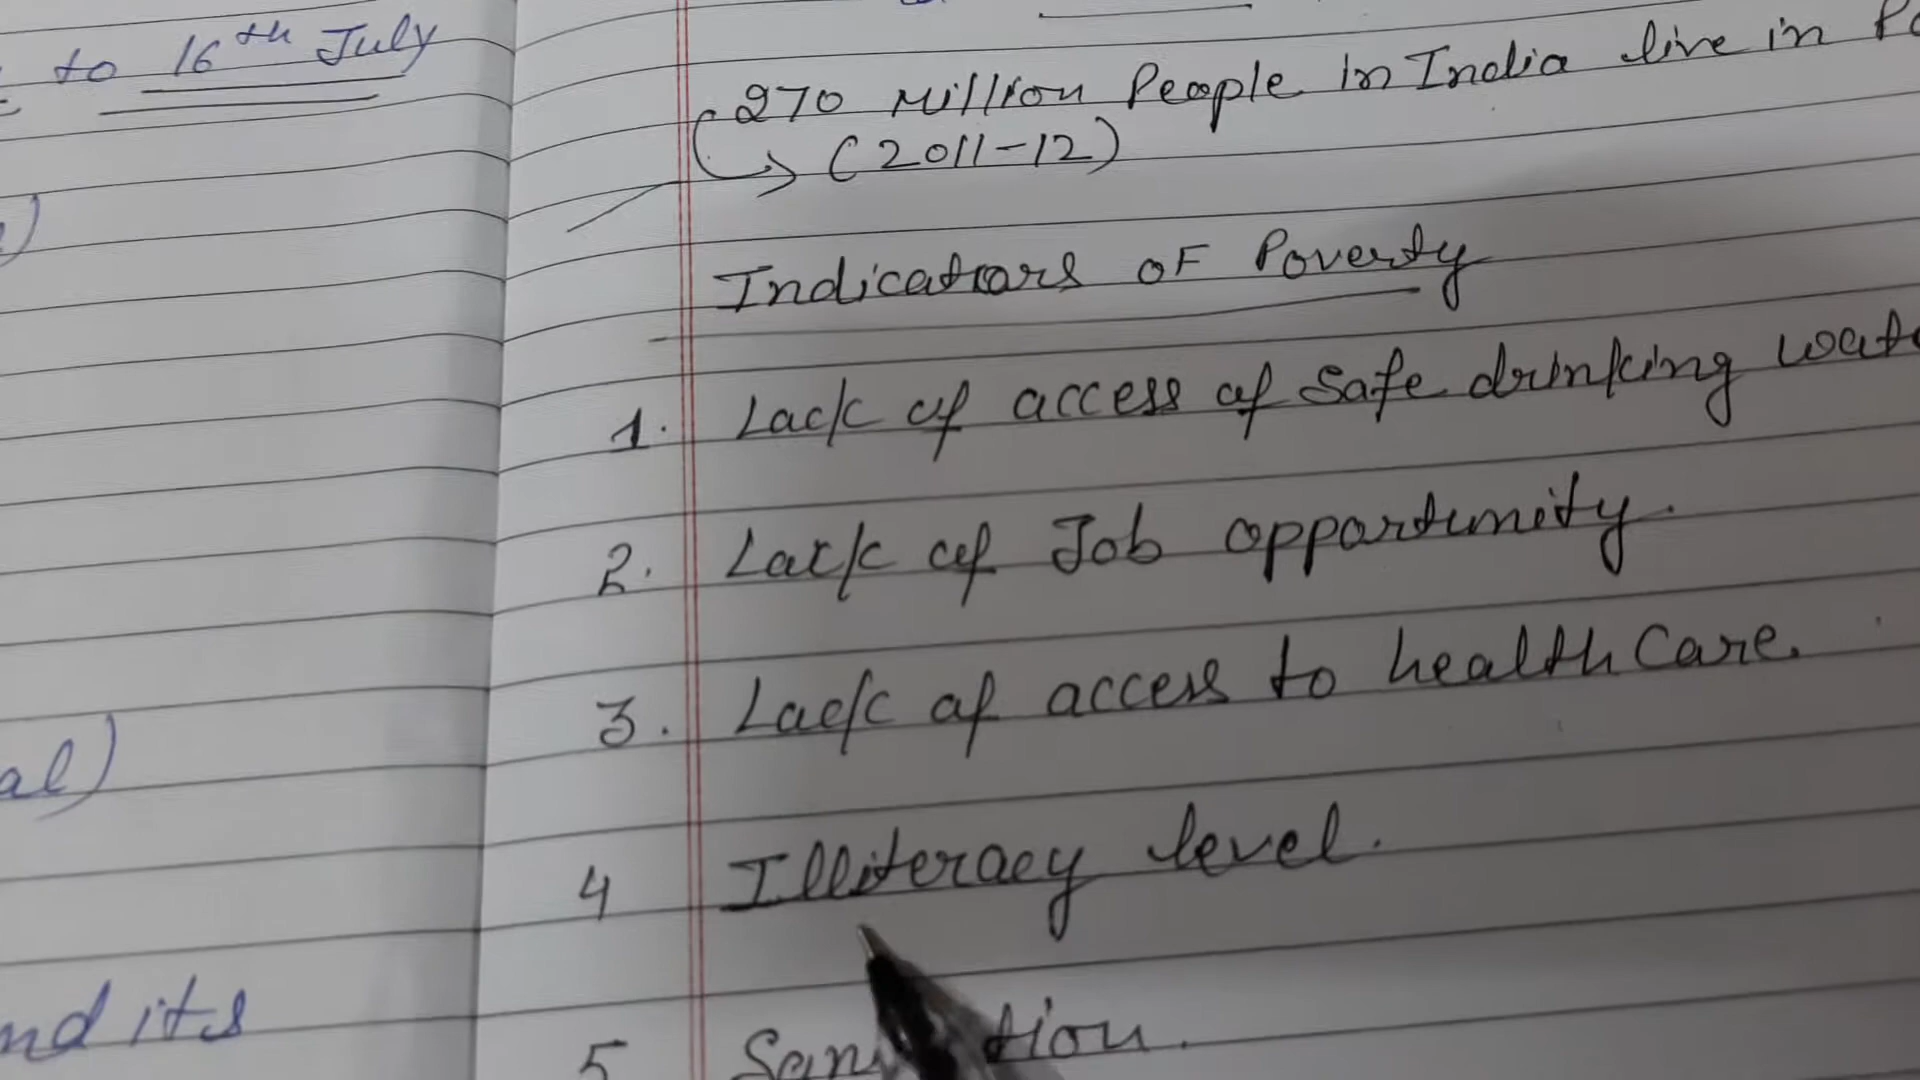 to 16th July
270 Million People in India live in
(2011-12)
Indicators of Poverty
1. Lack of access of safe drinking
2. Lack of Job opportunity.
3. Lack of access to health care.
4 Illiteracy level.
5
al)
nd its